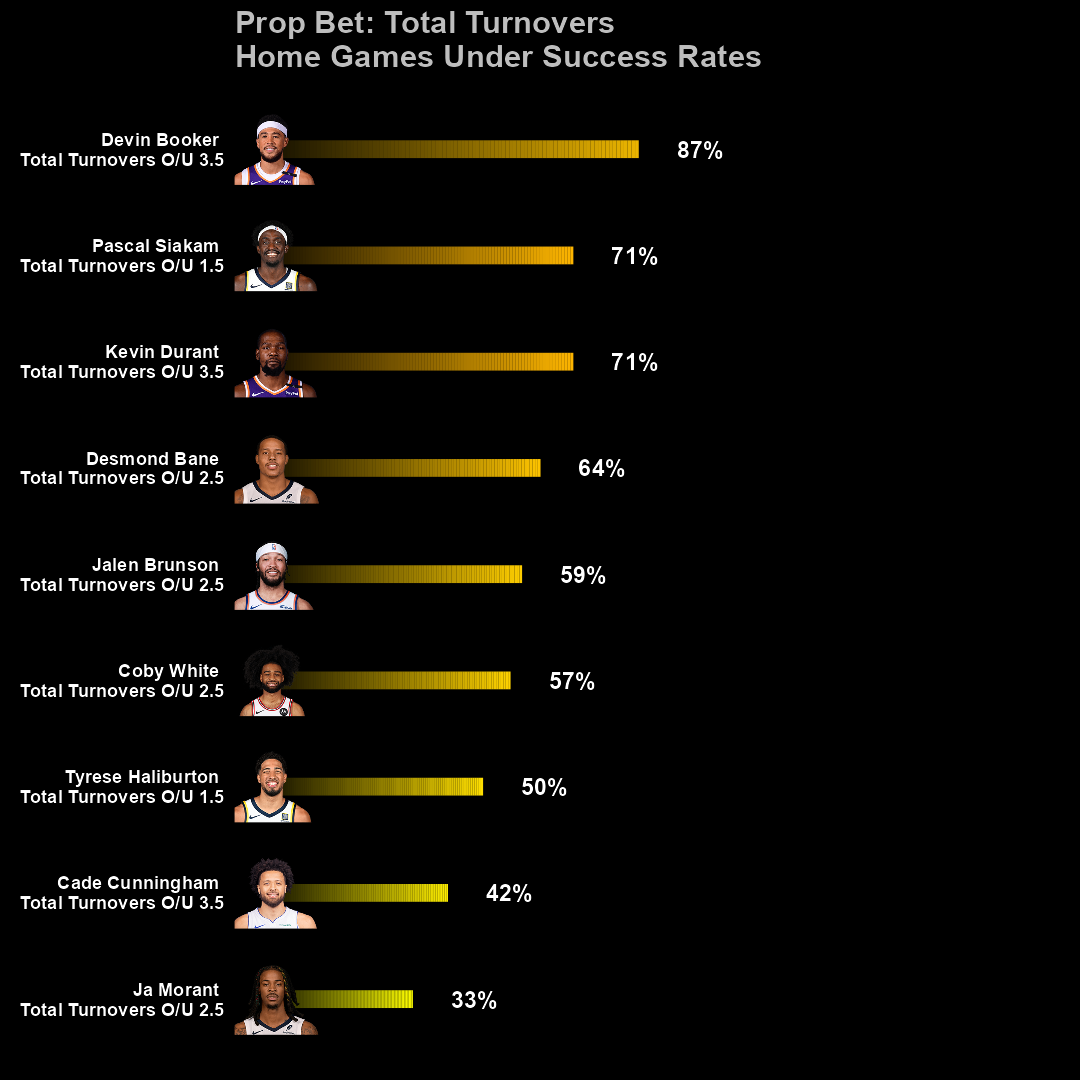 Prop Bet: Total Turnovers
Home Games Under Success Rates
Devin Booker
Total Turnovers O/U 3.5
87%
Pascal Siakam
Total Turnovers O/U 1.5
71%
Kevin Durant
Total Turnovers O/U 3.5
71%
Desmond Bane
Total Turnovers O/U 2.5
64%
Jalen Brunson
Total Turnovers O/U 2.5
59%
Coby White
Total Turnovers O/U 2.5
57%
Tyrese Haliburton
Total Turnovers O/U 1.5
50%
Cade Cunningham
Total Turnovers O/U 3.5
42%
Ja Morant
Total Turnovers O/U 2.5
33%